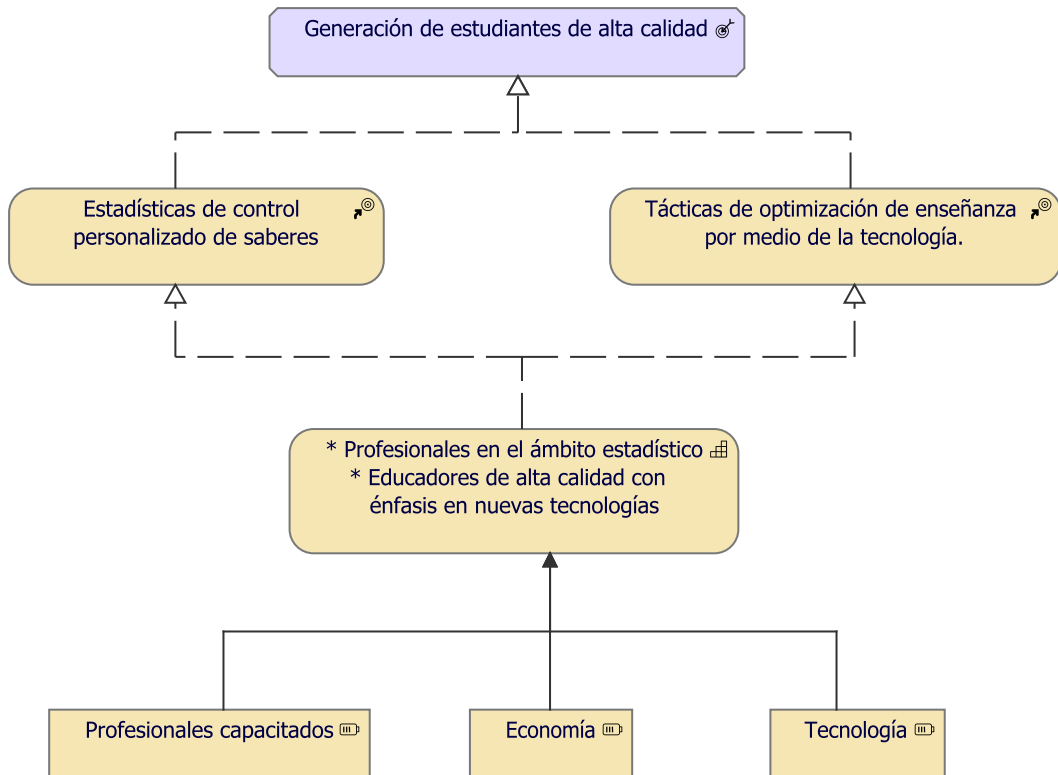 Generación de estudiantes de alta calidad
Estadísticas de control
personalizado de saberes
Tácticas de optimización de enseñanza
por medio de la tecnología.
* Profesionales en el ámbito estadístico
* Educadores de alta calidad con
énfasis en nuevas tecnologías
Profesionales capacitados
Economía
Tecnología